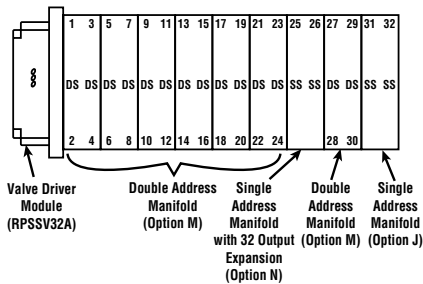 1 3 5 7 9 11 13 15 17 19 21 23 25 26 27 29 31 32
DS DS DS DS DS DS DS DS DS DS DS DS SS SS DS DS SS SS
2 4 6 8 10 12 14 16 18 20 22 24 28 30
Valve Driver
Module
(RPSSV32A)
Double Address
Manifold
(Option M)
Single
Address
Manifold
with 32 Output
Expansion
(Option N)
Double
Address
Manifold
(Option M)
Single
Address
Manifold
(Option J)